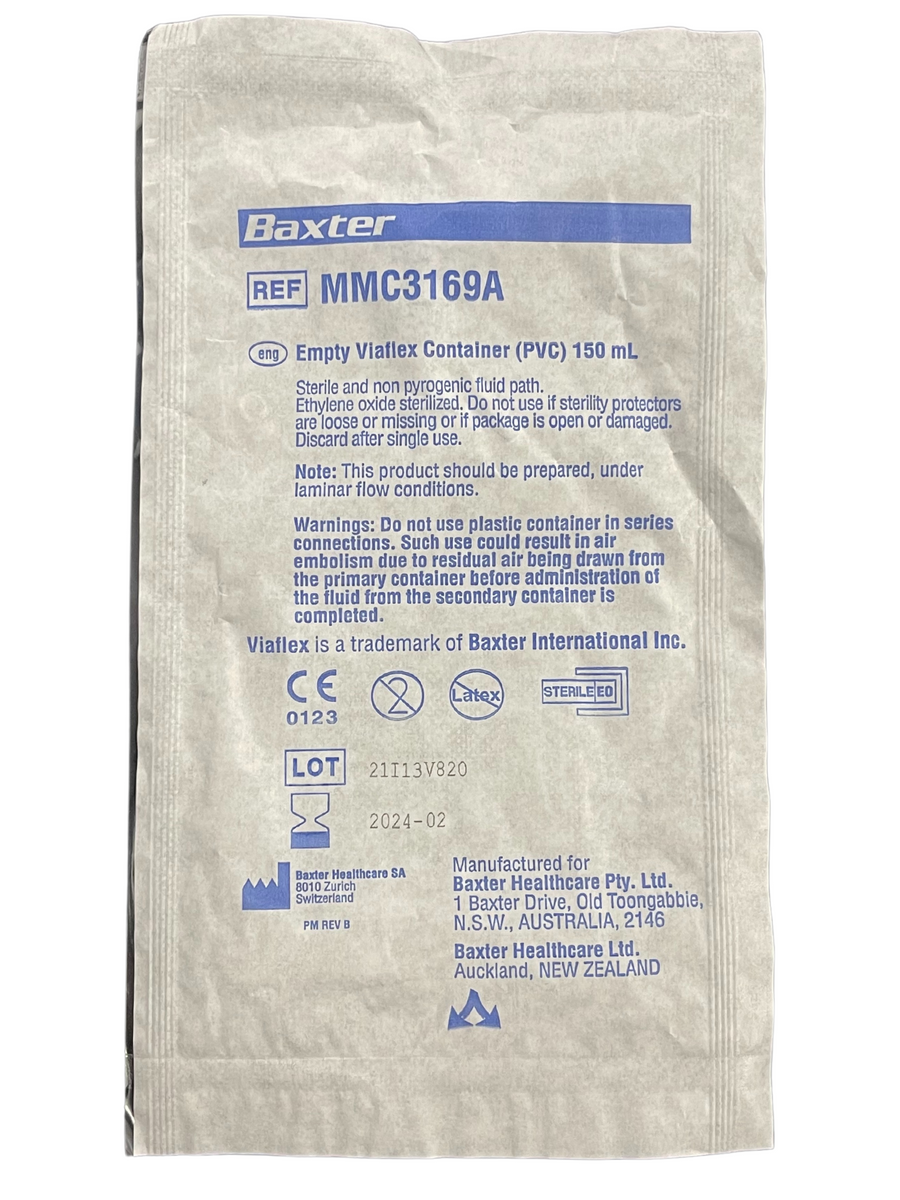 Baxter
REF MMC3169A
eng Empty Viaflex Container (PVC) 150 mL
Sterile and non pyrogenic fluid path.
Ethylene oxide sterilized. Do not use if sterility protectors
are loose or missing or if package is open or damaged.
Discard after single use.
Note: This product should be prepared, under
laminar flow conditions.
Warnings: Do not use plastic container in series
connections. Such use could result in air
embolism due to residual air being drawn from
the primary container before administration of
the fluid from the secondary container is
completed.
Viaflex is a trademark of Baxter International Inc.
CE 2 Latex STERILE EO
0123
LOT 21I13V820
2024-02
Baxter Healthcare SA
8010 Zurich
Switzerland
PM REV B
Manufactured for
Baxter Healthcare Pty. Ltd.
1 Baxter Drive, Old Toongabbie,
N.S.W., AUSTRALIA, 2146
Baxter Healthcare Ltd.
Auckland, NEW ZEALAND